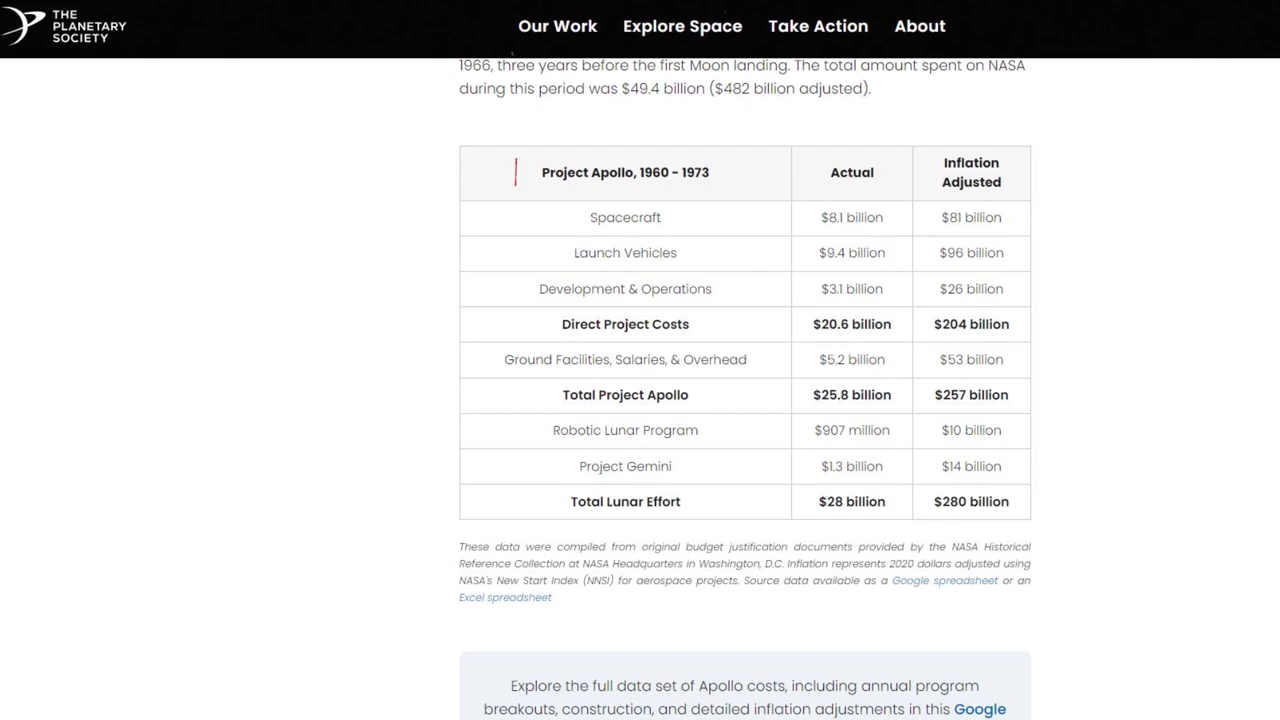 THE
PLANETARY
SOCIETY
Our Work Explore Space Take Action About
1966, three years before the first Moon landing. The total amount spent on NASA
during this period was $49.4 billion ($482 billion adjusted).
Project Apollo, 1960 - 1973 Actual Inflation Adjusted
Spacecraft $8.1 billion $81 billion
Launch Vehicles $9.4 billion $96 billion
Development & Operations $3.1 billion $26 billion
Direct Project Costs $20.6 billion $204 billion
Ground Facilities, Salaries, & Overhead $5.2 billion $53 billion
Total Project Apollo $25.8 billion $257 billion
Robotic Lunar Program $907 million $10 billion
Project Gemini $1.3 billion $14 billion
Total Lunar Effort $28 billion $280 billion
These data were compiled from original budget justification documents provided by the NASA Historical
Reference Collection at NASA Headquarters in Washington, D.C. Inflation represents 2020 dollars adjusted using
NASA's New Start Index (NNSI) for aerospace projects. Source data available as a Google spreadsheet or an
Excel spreadsheet
Explore the full data set of Apollo costs, including annual program
breakouts, construction, and detailed inflation adjustments in this Google